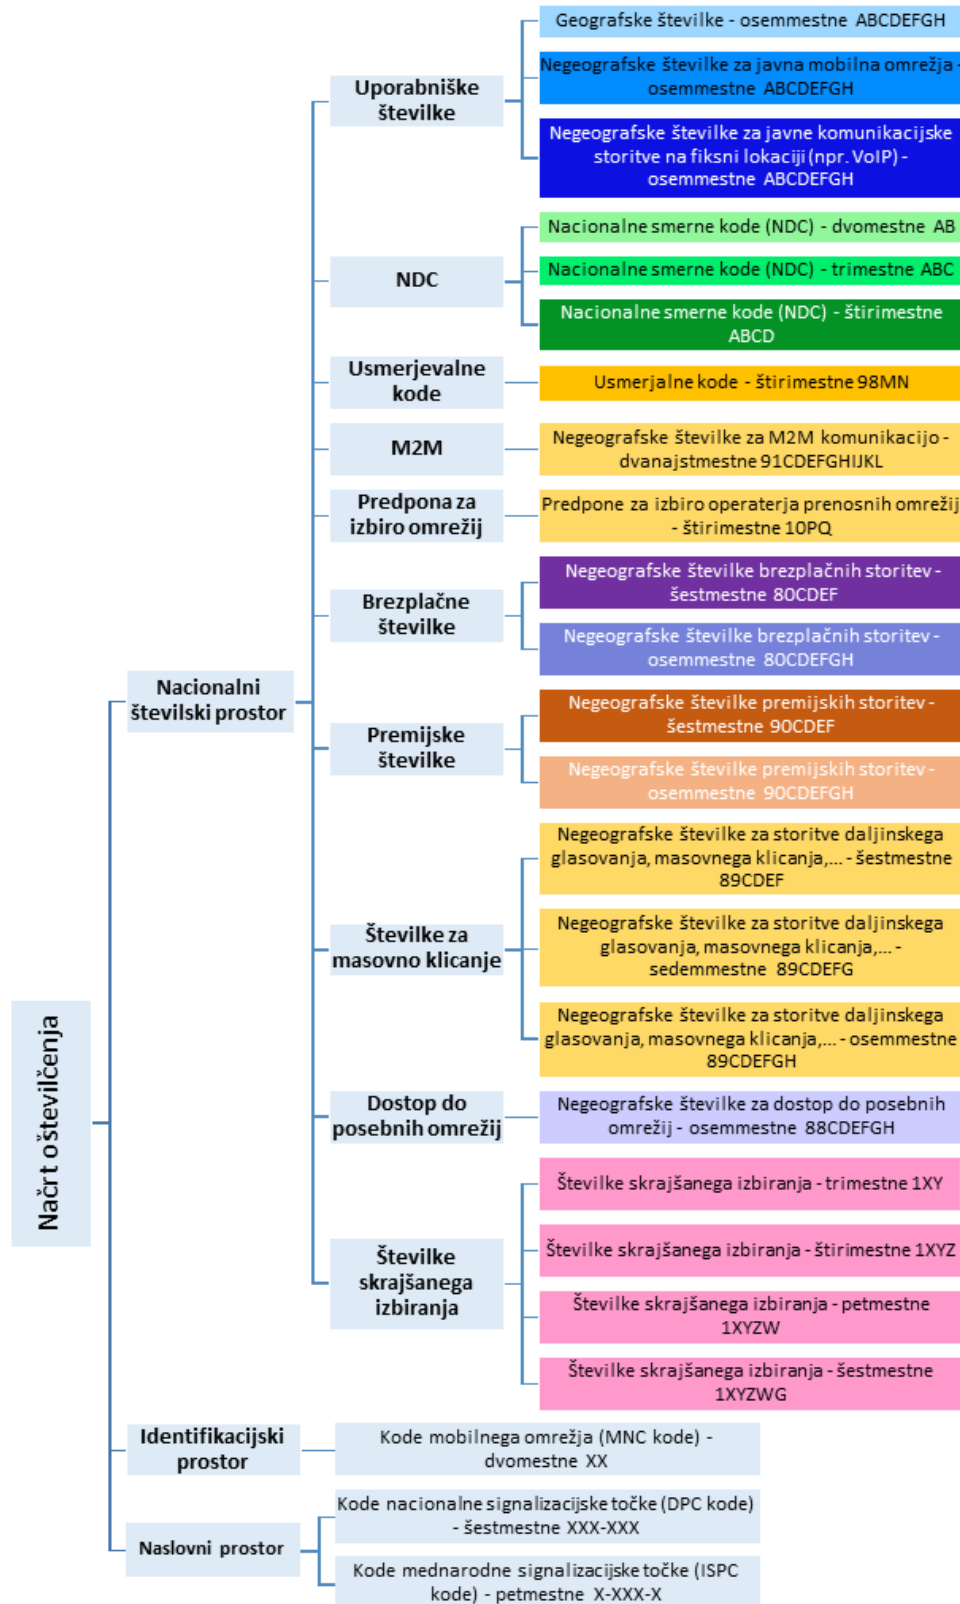 Načrt oštevilčenja
Nacionalni
številski prostor
Uporabniške
številke
Geografske številke - osemmestne ABCDEFGH
Negeografske številke za javna mobilna omrežja -
osemmestne ABCDEFGH
Negeografske številke za javne komunikacijske
storitve na fiksni lokaciji (npr. VoIP) -
osemmestne ABCDEFGH
NDC
Nacionalne smerne kode (NDC) - dvomestne AB
Nacionalne smerne kode (NDC) - trimestne ABC
Nacionalne smerne kode (NDC) - štirimestne
ABCD
Usmerjevalne
kode
Usmerjalne kode - štirimestne 98MN
M2M
Negeografske številke za M2M komunikacijo -
dvanajstmestne 91CDEFGHIJKL
Predpona za
izbiro omrežij
Predpone za izbiro operaterja prenosnih omrežij
- štirimestne 10PQ
Brezplačne
številke
Negeografske številke brezplačnih storitev -
šestmestne 80CDEF
Negeografske številke brezplačnih storitev -
osemmestne 80CDEFGH
Premijske
številke
Negeografske številke premijskih storitev -
šestmestne 90CDEF
Negeografske številke premijskih storitev -
osemmestne 90CDEFGH
Številke za
masovno klicanje
Negeografske številke za storitve daljinskega
glasovanja, masovnega klicanja,... - šestmestne
89CDEF
Negeografske številke za storitve daljinskega
glasovanja, masovnega klicanja,... -
sedemmestne 89CDEFG
Negeografske številke za storitve daljinskega
glasovanja, masovnega klicanja,... - osemmestne
89CDEFGH
Dostop do
posebnih omrežij
Negeografske številke za dostop do posebnih
omrežij - osemmestne 88CDEFGH
Številke
skrajšanega
izbiranja
Številke skrajšanega izbiranja - trimestne 1XY
Številke skrajšanega izbiranja - štirimestne 1XYZ
Številke skrajšanega izbiranja - petmestne
1XYZW
Številke skrajšanega izbiranja - šestmestne
1XYZWG
Identifikacijski
prostor
Kode mobilnega omrežja (MNC kode) -
dvomestne XX
Naslovni prostor
Kode nacionalne signalizacijske točke (DPC kode)
- šestmestne XXX-XXX
Kode mednarodne signalizacijske točke (ISPC
kode) - petmestne X-XXX-X